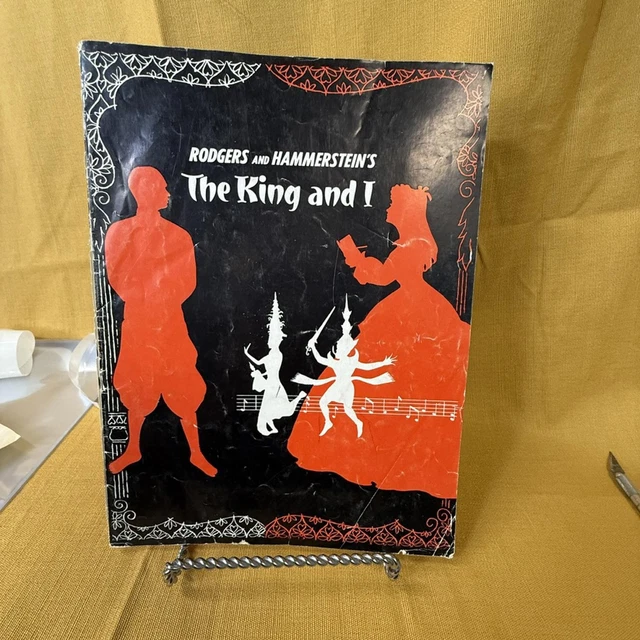 RODGERS AND HAMMERSTEIN'S
The King and I